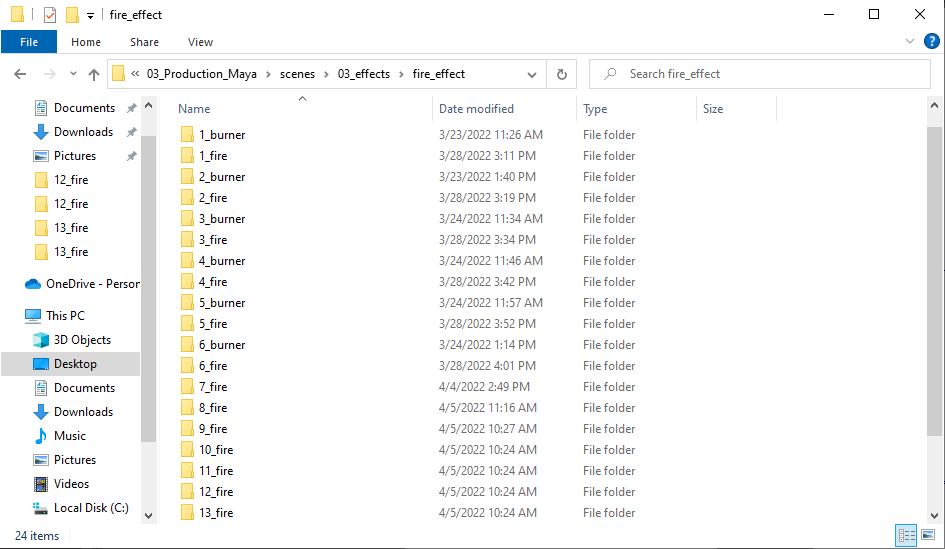 fire_effect
File Home Share View
« 03_Production_Maya > scenes > 03_effects > fire_effect
Search fire_effect
Documents
Downloads
Pictures
12_fire
12_fire
13_fire
13_fire
OneDrive - Person
This PC
3D Objects
Desktop
Documents
Downloads
Music
Pictures
Videos
Local Disk (C:)
Name Date modified Type Size
1_burner 3/23/2022 11:26 AM File folder
1_fire 3/28/2022 3:11 PM File folder
2_burner 3/23/2022 1:40 PM File folder
2_fire 3/28/2022 3:19 PM File folder
3_burner 3/24/2022 11:34 AM File folder
3_fire 3/28/2022 3:34 PM File folder
4_burner 3/24/2022 11:46 AM File folder
4_fire 3/28/2022 3:42 PM File folder
5_burner 3/24/2022 11:57 AM File folder
5_fire 3/28/2022 3:52 PM File folder
6_burner 3/24/2022 1:14 PM File folder
6_fire 3/28/2022 4:01 PM File folder
7_fire 4/4/2022 2:49 PM File folder
8_fire 4/5/2022 11:16 AM File folder
9_fire 4/5/2022 10:27 AM File folder
10_fire 4/5/2022 10:24 AM File folder
11_fire 4/5/2022 10:24 AM File folder
12_fire 4/5/2022 10:24 AM File folder
13_fire 4/5/2022 10:24 AM File folder
24 items